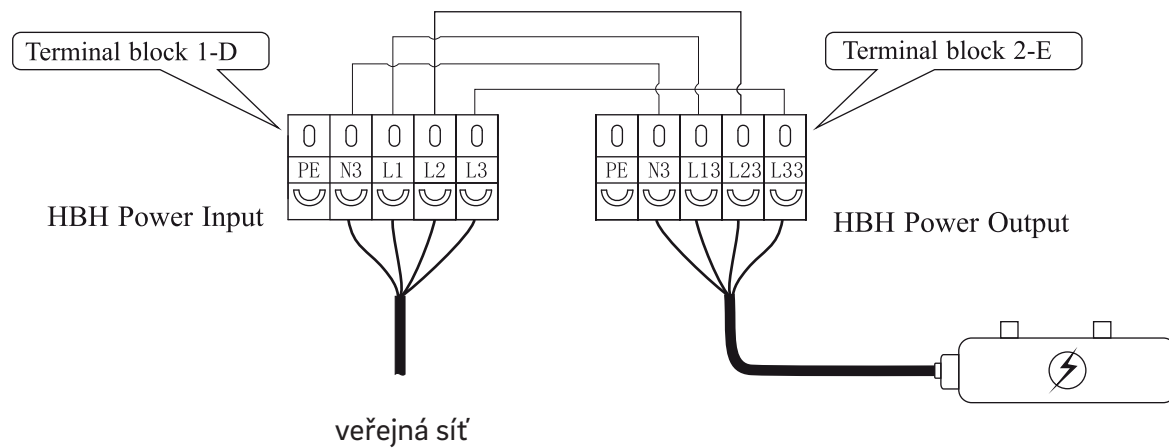 Terminal block 1-D
Terminal block 2-E
PE N3 L1 L2 L3
PE N3 L13 L23 L33
HBH Power Input
HBH Power Output
veřejná síť